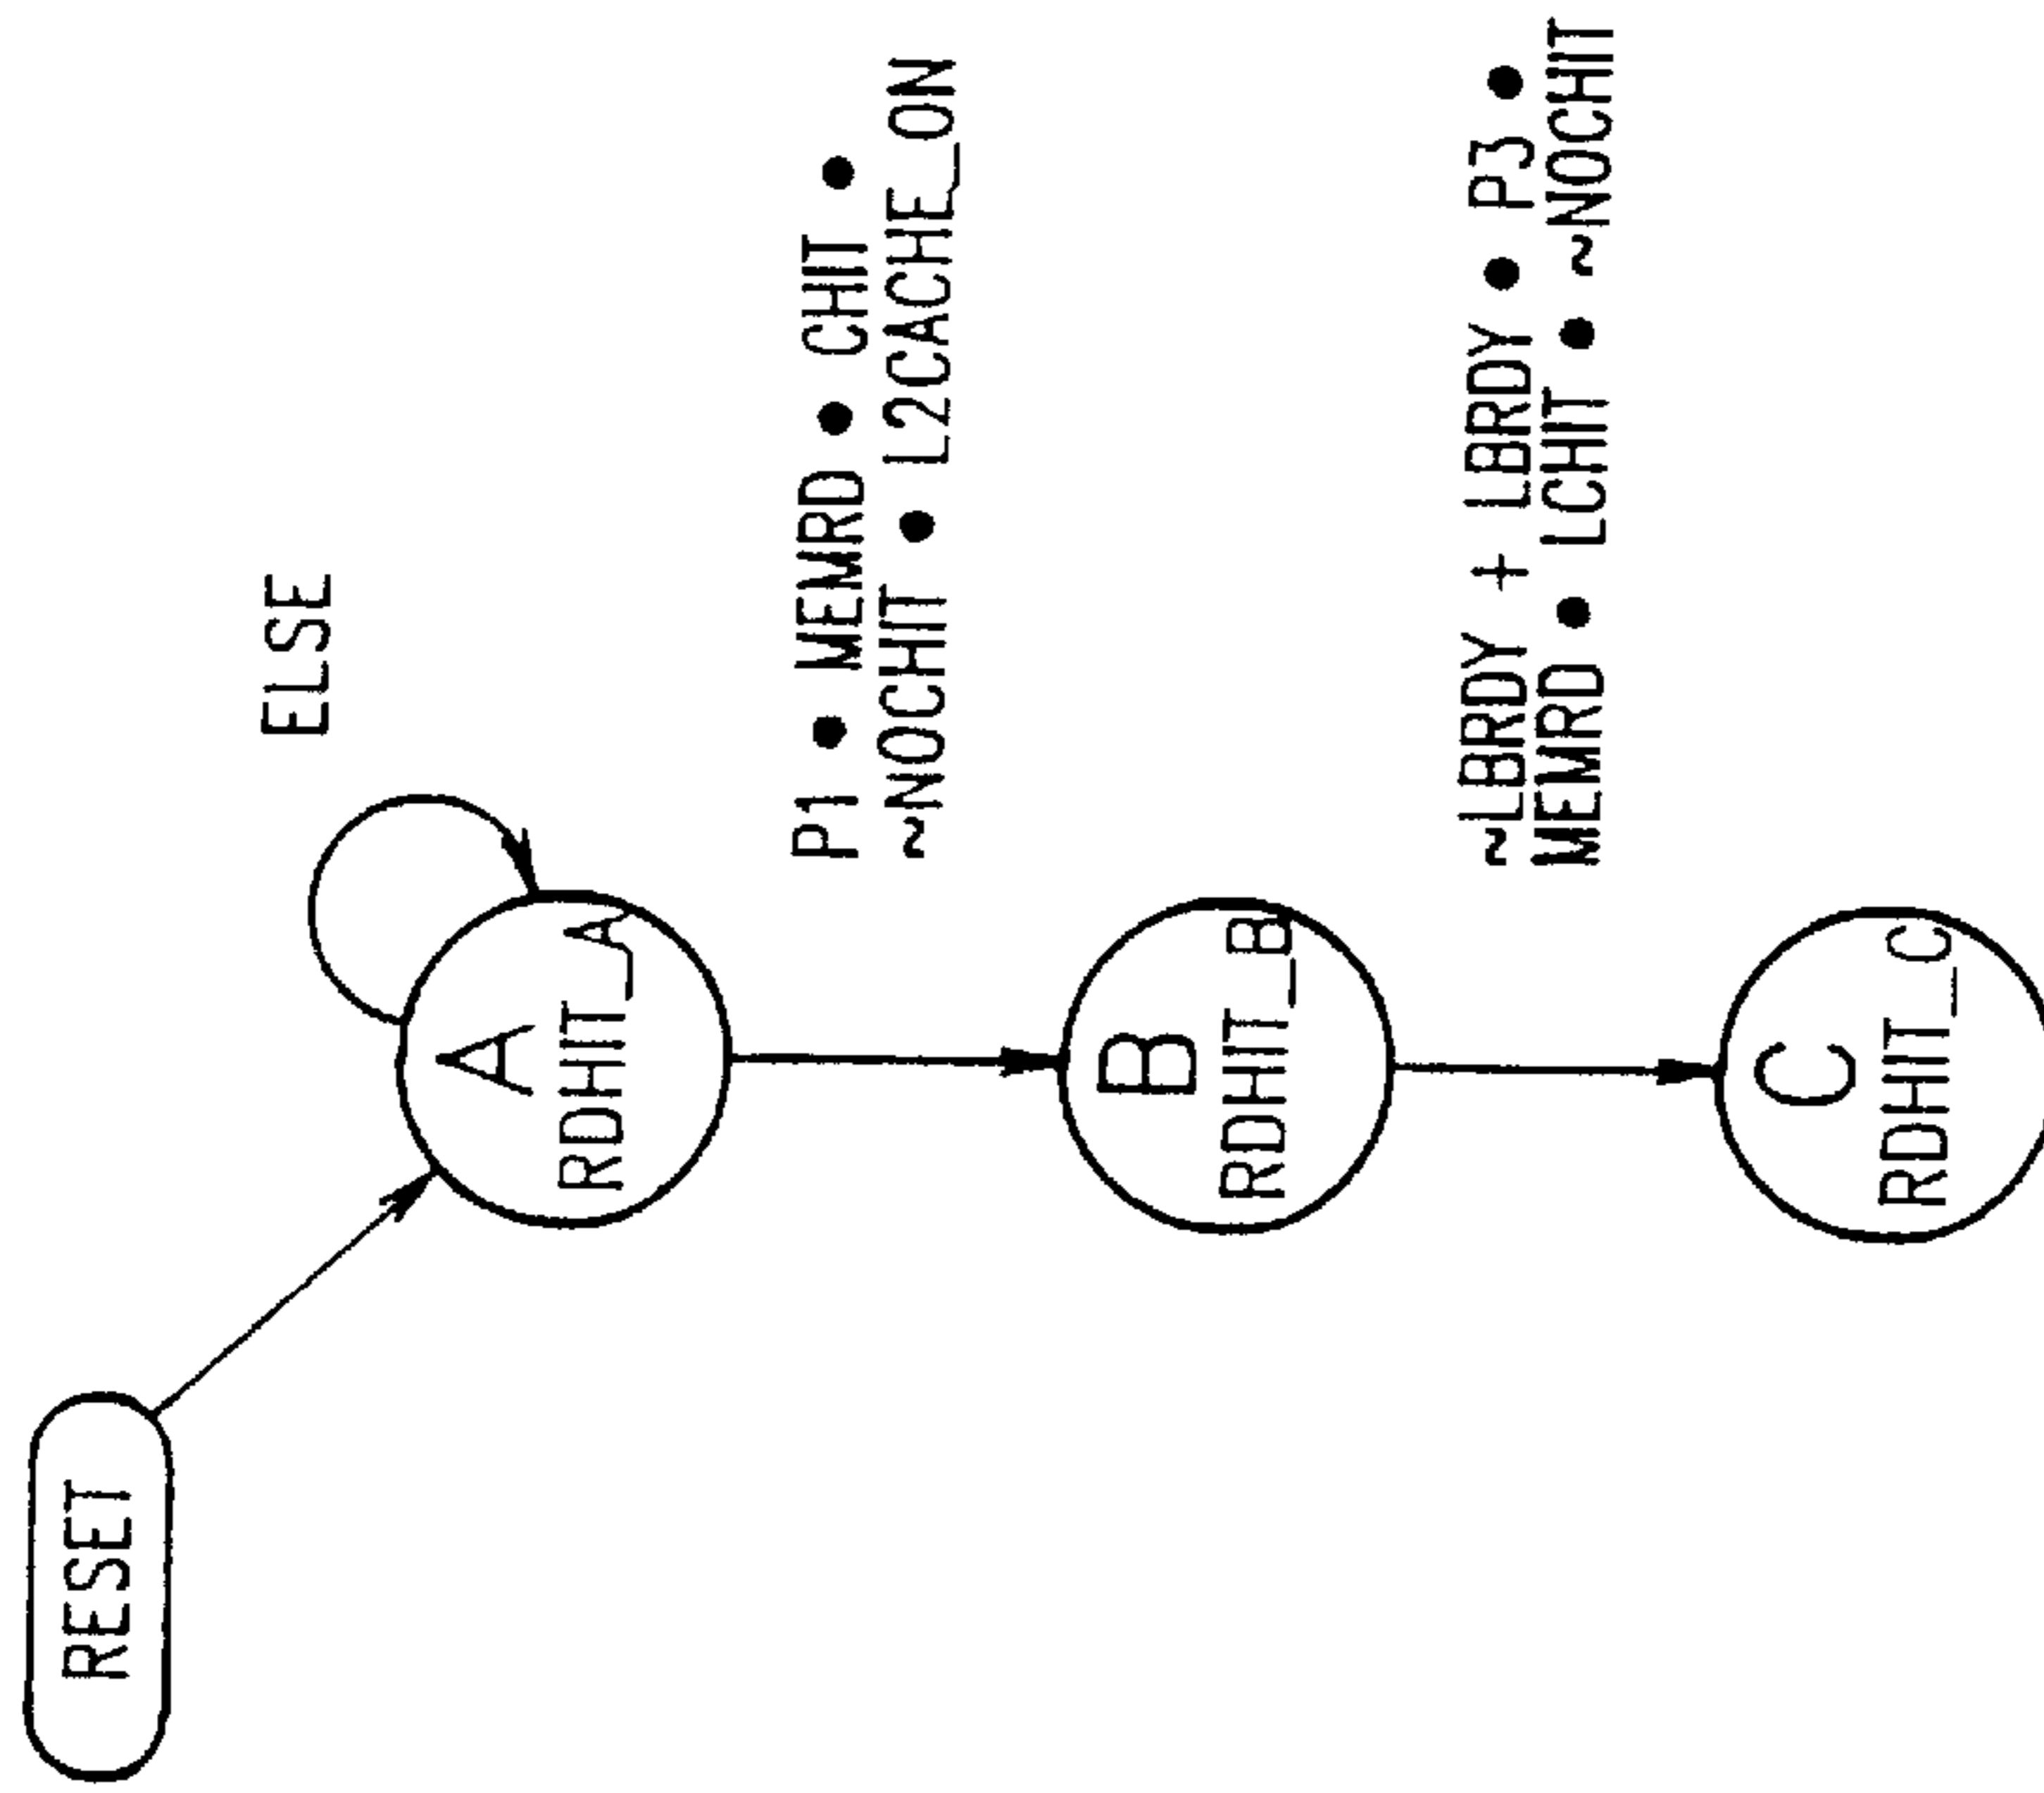 RESET
ELSE
A
RDHIT_A
P1 • MEMRD • CHIT •
~NOCHIT • L2CACHE_ON
B
RDHIT_B
~LBRDY + LBRDY • P3 •
MEMRD • LCHIT • ~NOCHIT
C
RDHIT_C